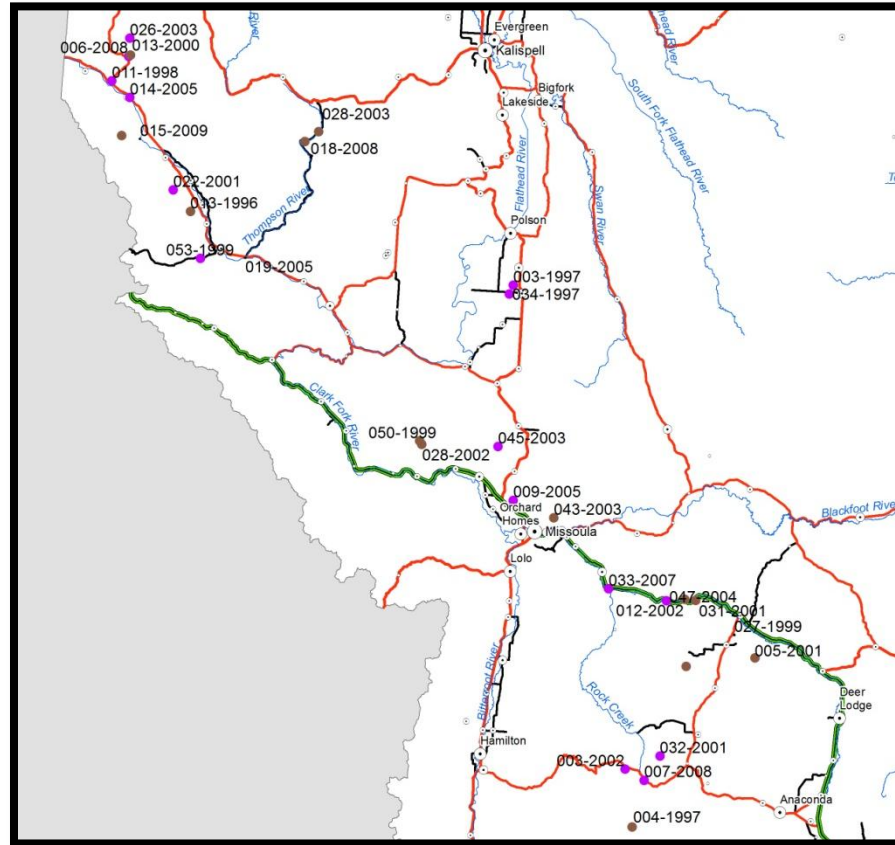 026-2003
006-2008
013-2000
011-1998
014-2005
015-2009
022-2001
013-1996
053-1999
019-2005
028-2003
018-2008
Thompson River
River
Evergreen
Kalispell
Bigfork
Lakeside
Flathead River
Polson
003-1997
034-1997
Swan River
South Fork Flathead River
Clark Fork River
050-1999
028-2002
045-2003
009-2005
Orchard
Homes
043-2003
Missoula
Blackfoot River
Lolo
033-2007
012-2002
047-2004
031-2001
027-1999
005-2001
Bitterroot River
Rock Creek
Deer
Lodge
Hamilton
003-2002
032-2001
007-2008
004-1997
Anaconda